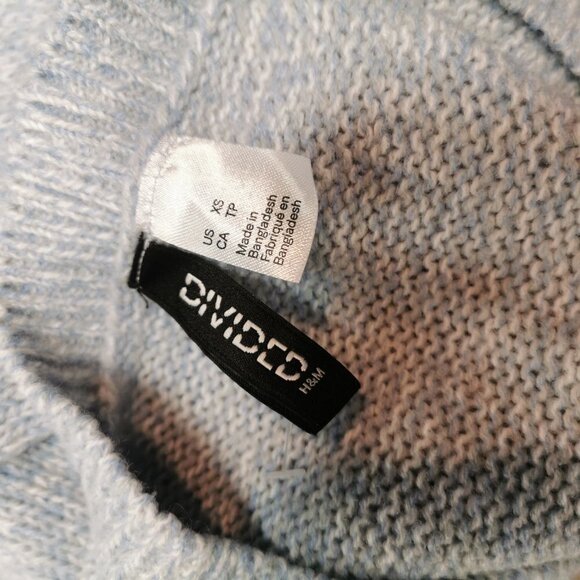 US XS
CA TP
Made in
Bangladesh
Fabriqué en
Bangladesh
DIVIDED
H&M